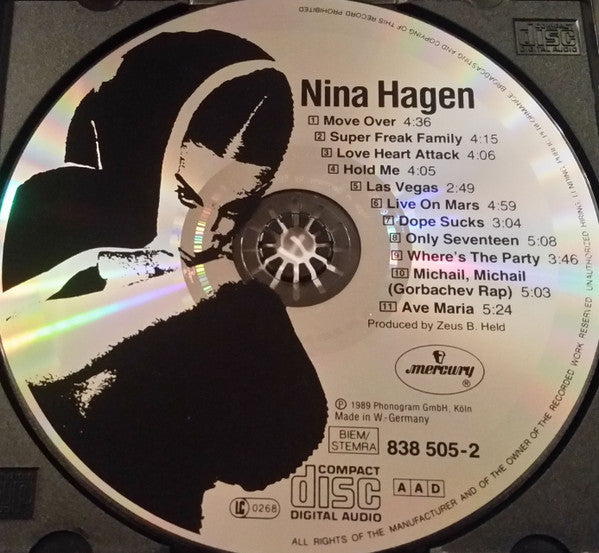 Nina Hagen
1 Move Over 4:36
2 Super Freak Family 4:15
3 Love Heart Attack 4:06
4 Hold Me 4:05
5 Las Vegas 2:49
6 Live On Mars 4:59
7 Dope Sucks 3:04
8 Only Seventeen 5:08
9 Where's The Party 3:46
10 Michail, Michail
(Gorbachev Rap) 5:03
11 Ave Maria 5:24
Produced by Zeus B. Held
mercury ®
℗ 1989 Phonogram GmbH, Köln
Made in W.-Germany
BIEM/
STEMRA
838 505-2
COMPACT
disc
DIGITAL AUDIO
AAD
LC 0268
ALL RIGHTS OF THE MANUFACTURER AND OF THE OWNER OF THE RECORDED WORK RESERVED. UNAUTHORIZED HIRING, LENDING, PUBLIC PERFORMANCE, BROADCASTING AND COPYING OF THIS RECORD PROHIBITED
COMPACT
disc
DIGITAL AUDIO